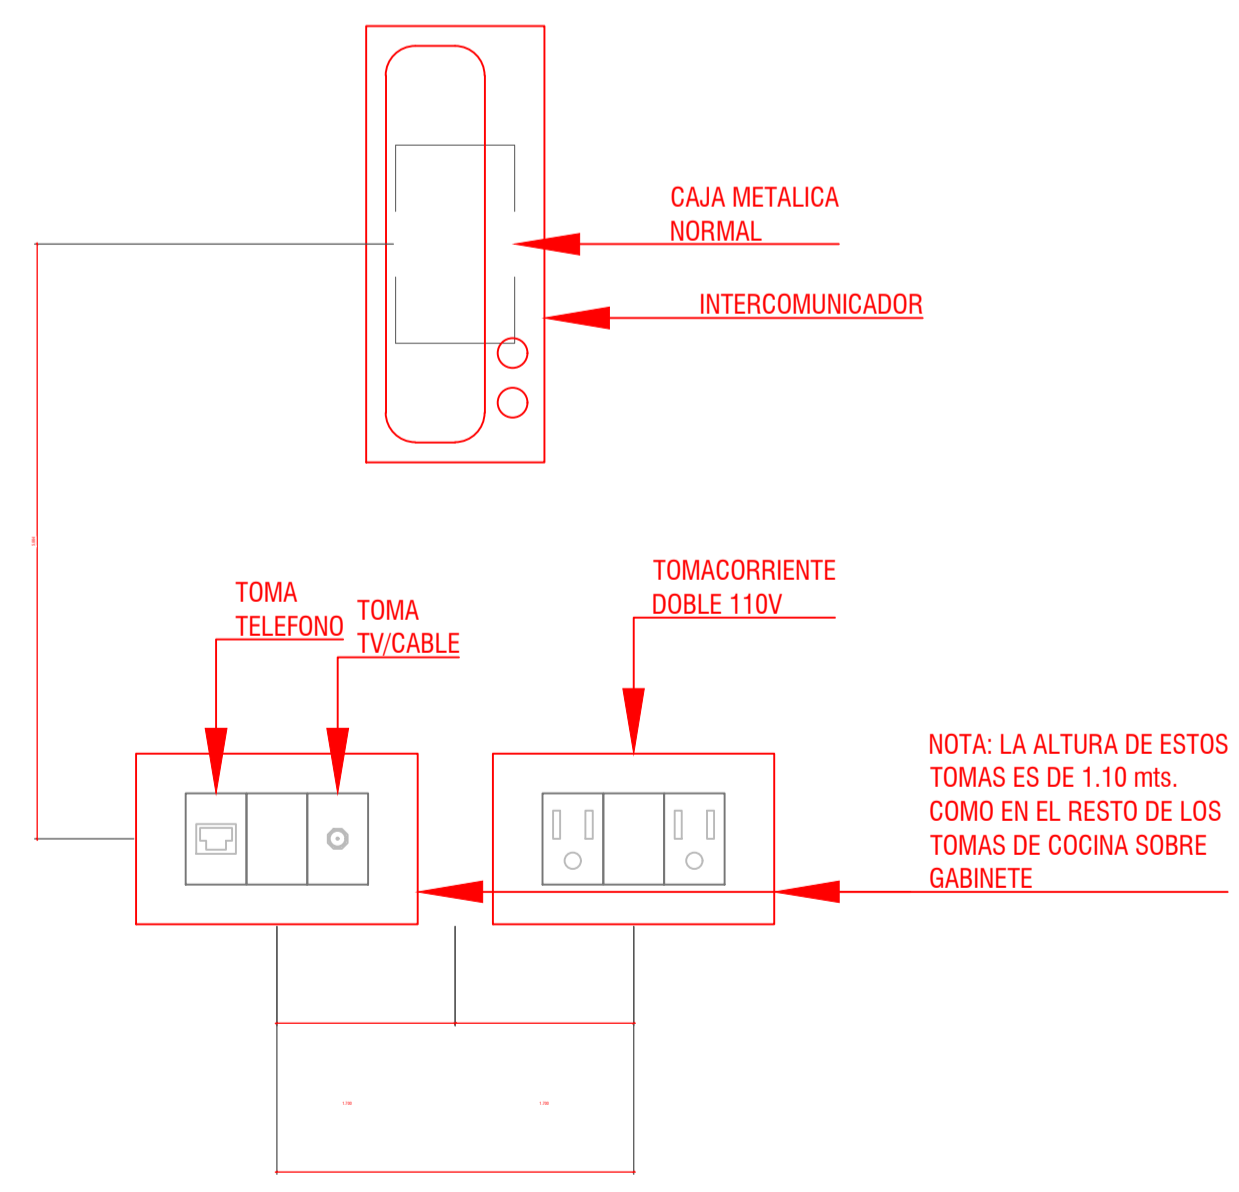 CAJA METALICA
NORMAL
INTERCOMUNICADOR
TOMACORRIENTE
DOBLE 110V
TOMA
TELEFONO
TOMA
TV/CABLE
NOTA: LA ALTURA DE ESTOS
TOMAS ES DE 1.10 mts.
COMO EN EL RESTO DE LOS
TOMAS DE COCINA SOBRE
GABINETE